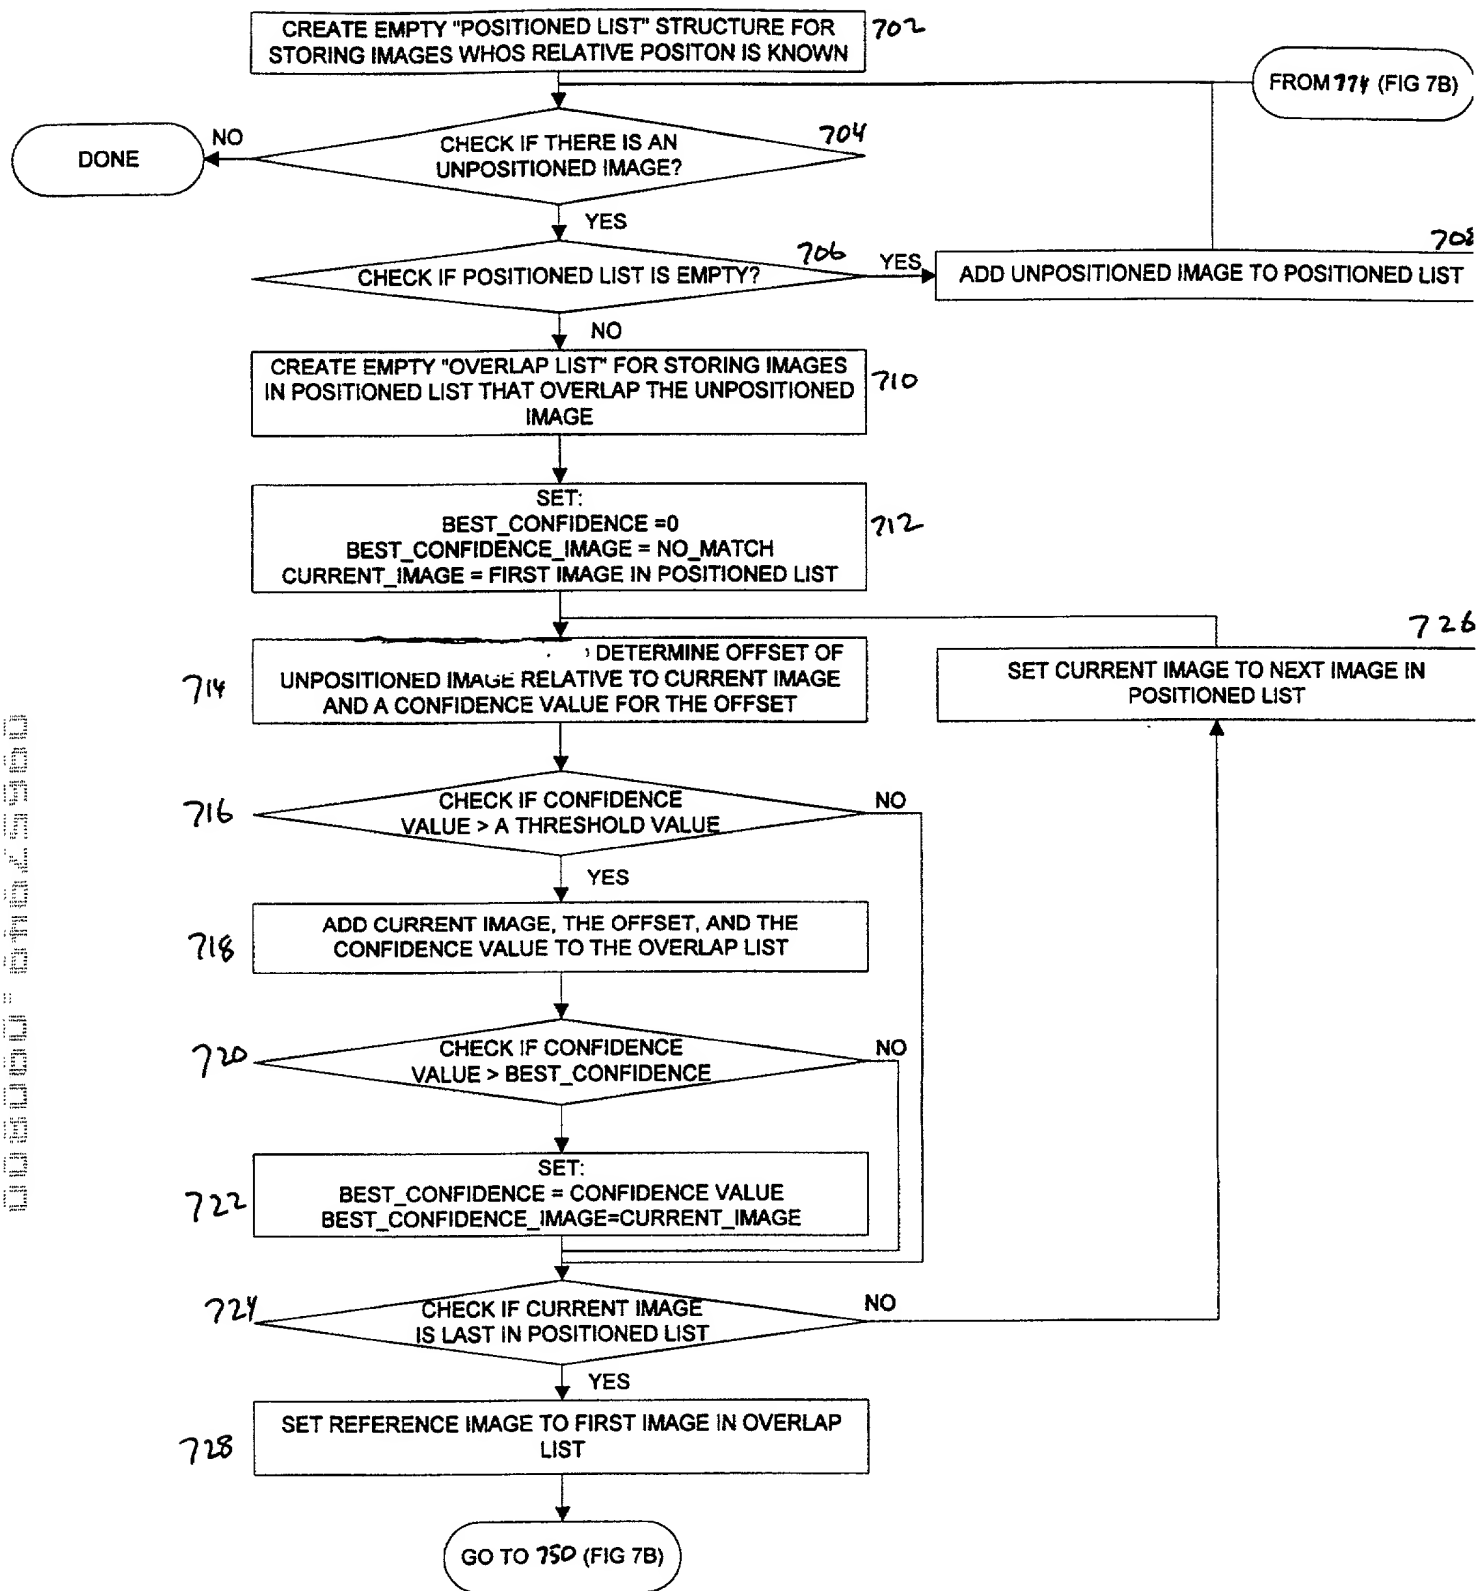 CREATE EMPTY "POSITIONED LIST" STRUCTURE FOR
STORING IMAGES WHOS RELATIVE POSITON IS KNOWN
702
FROM 774 (FIG 7B)
DONE
NO
CHECK IF THERE IS AN
UNPOSITIONED IMAGE?
704
YES
CHECK IF POSITIONED LIST IS EMPTY?
706
YES
708
ADD UNPOSITIONED IMAGE TO POSITIONED LIST
NO
CREATE EMPTY "OVERLAP LIST" FOR STORING IMAGES
IN POSITIONED LIST THAT OVERLAP THE UNPOSITIONED
IMAGE
710
SET:
BEST_CONFIDENCE =0
BEST_CONFIDENCE_IMAGE = NO_MATCH
CURRENT_IMAGE = FIRST IMAGE IN POSITIONED LIST
712
726
SET CURRENT IMAGE TO NEXT IMAGE IN
POSITIONED LIST
714
DETERMINE OFFSET OF
UNPOSITIONED IMAGE RELATIVE TO CURRENT IMAGE
AND A CONFIDENCE VALUE FOR THE OFFSET
716
CHECK IF CONFIDENCE
VALUE > A THRESHOLD VALUE
NO
YES
718
ADD CURRENT IMAGE, THE OFFSET, AND THE
CONFIDENCE VALUE TO THE OVERLAP LIST
720
CHECK IF CONFIDENCE
VALUE > BEST_CONFIDENCE
NO
722
SET:
BEST_CONFIDENCE = CONFIDENCE VALUE
BEST_CONFIDENCE_IMAGE=CURRENT_IMAGE
724
CHECK IF CURRENT IMAGE
IS LAST IN POSITIONED LIST
NO
YES
728
SET REFERENCE IMAGE TO FIRST IMAGE IN OVERLAP
LIST
GO TO 750 (FIG 7B)